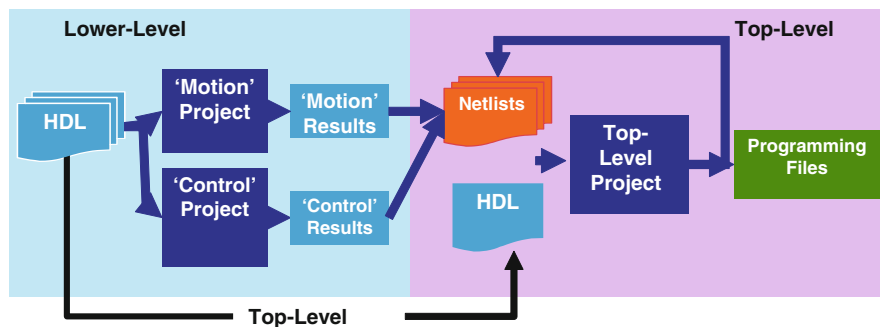 Lower-Level
Top-Level
HDL
‘Motion’
Project
‘Motion’
Results
‘Control’
Project
‘Control’
Results
Netlists
HDL
Top-
Level
Project
Programming
Files
Top-Level